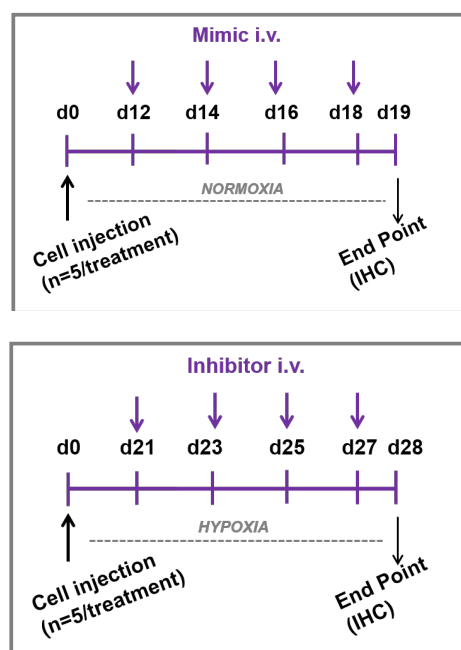 Mimic i.v.
d0 d12 d14 d16 d18 d19
NORMOXIA
Cell injection
(n=5/treatment)
End Point
(IHC)
Inhibitor i.v.
d0 d21 d23 d25 d27 d28
HYPOXIA
Cell injection
(n=5/treatment)
End Point
(IHC)